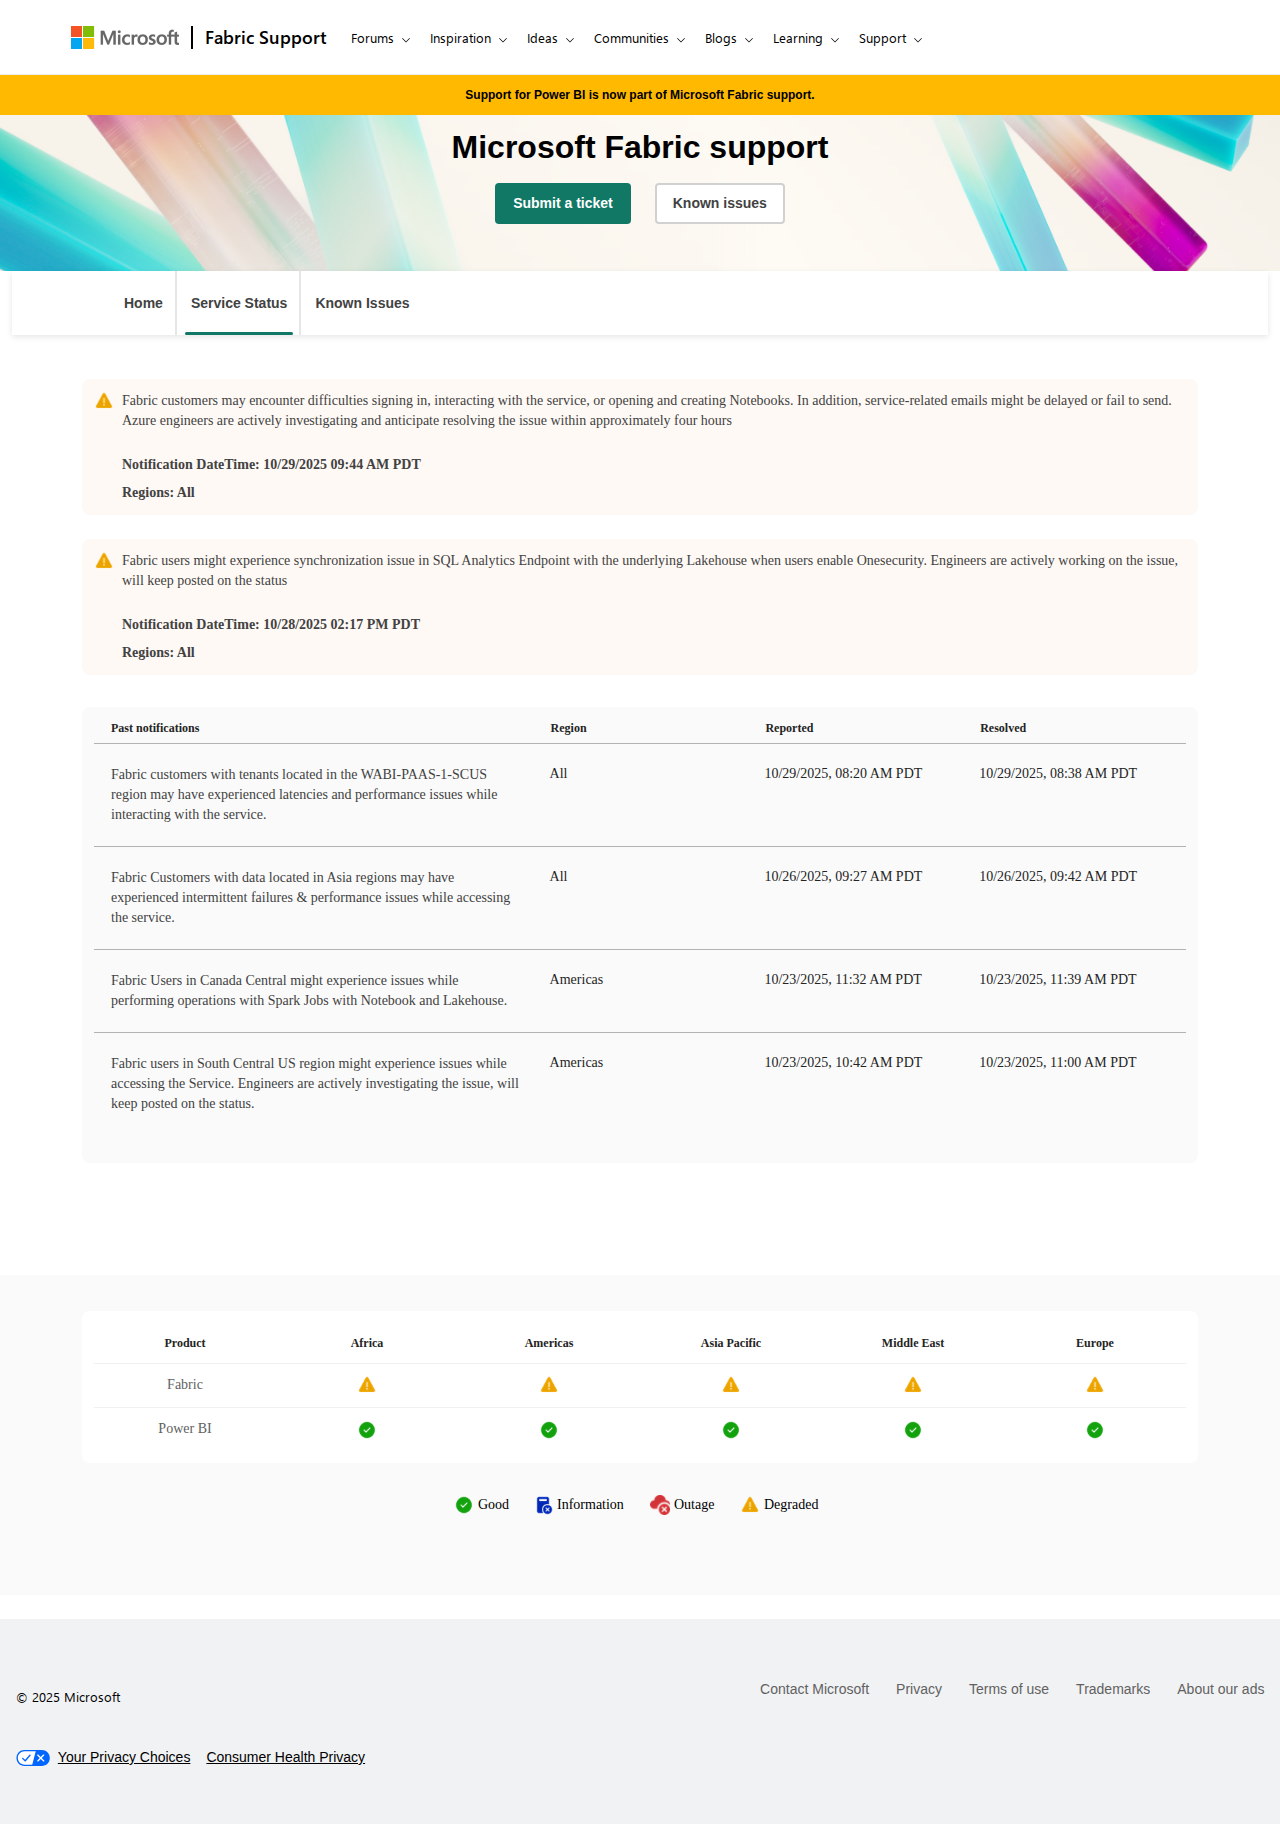 Microsoft
Fabric Support
Forums
Inspiration
Ideas
Communities
Blogs
Learning
Support
Support for Power BI is now part of Microsoft Fabric support.
Microsoft Fabric support
Submit a ticket
Known issues
Home
Service Status
Known Issues
Fabric customers may encounter difficulties signing in, interacting with the service, or opening and creating Notebooks. In addition, service-related emails might be delayed or fail to send.
Azure engineers are actively investigating and anticipate resolving the issue within approximately four hours
Notification DateTime: 10/29/2025 09:44 AM PDT
Regions: All
Fabric users might experience synchronization issue in SQL Analytics Endpoint with the underlying Lakehouse when users enable Onesecurity. Engineers are actively working on the issue,
will keep posted on the status
Notification DateTime: 10/28/2025 02:17 PM PDT
Regions: All
Past notifications
Region
Reported
Resolved
Fabric customers with tenants located in the WABI-PAAS-1-SCUS
region may have experienced latencies and performance issues while
interacting with the service.
All
10/29/2025, 08:20 AM PDT
10/29/2025, 08:38 AM PDT
Fabric Customers with data located in Asia regions may have
experienced intermittent failures & performance issues while accessing
the service.
All
10/26/2025, 09:27 AM PDT
10/26/2025, 09:42 AM PDT
Fabric Users in Canada Central might experience issues while
performing operations with Spark Jobs with Notebook and Lakehouse.
Americas
10/23/2025, 11:32 AM PDT
10/23/2025, 11:39 AM PDT
Fabric users in South Central US region might experience issues while
accessing the Service. Engineers are actively investigating the issue, will
keep posted on the status.
Americas
10/23/2025, 10:42 AM PDT
10/23/2025, 11:00 AM PDT
Product
Africa
Americas
Asia Pacific
Middle East
Europe
Fabric
Power BI
Good
Information
Outage
Degraded
© 2025 Microsoft
Contact Microsoft
Privacy
Terms of use
Trademarks
About our ads
Your Privacy Choices
Consumer Health Privacy